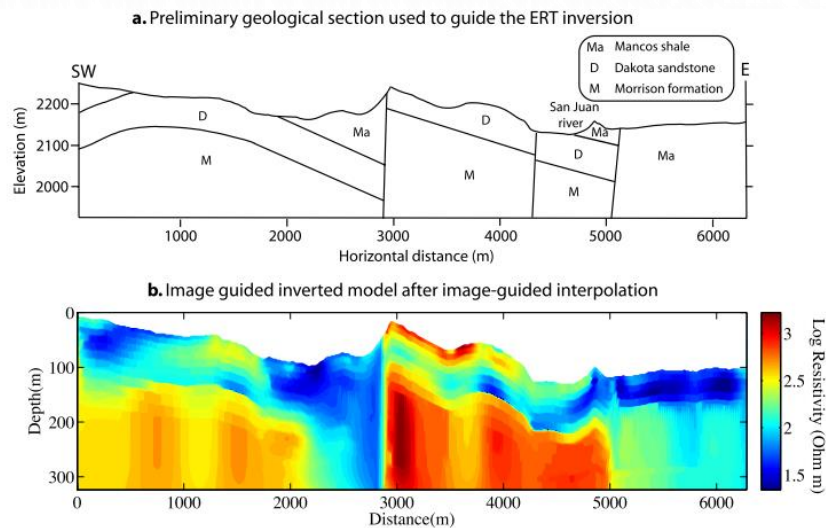 a. Preliminary geological section used to guide the ERT inversion
Ma Mancos shale
D Dakota sandstone
M Morrison formation
SW
E
San Juan
river
2200
2100
2000
Elevation (m)
D
M
Ma
D
M
Ma
D
M
Ma
1000
2000
3000
4000
5000
6000
Horizontal distance (m)
b. Image guided inverted model after image-guided interpolation
0
100
200
300
Depth(m)
0
1000
2000
3000
4000
5000
6000
Distance(m)
3
2.5
2
1.5
Log Resistivity (Ohm m)